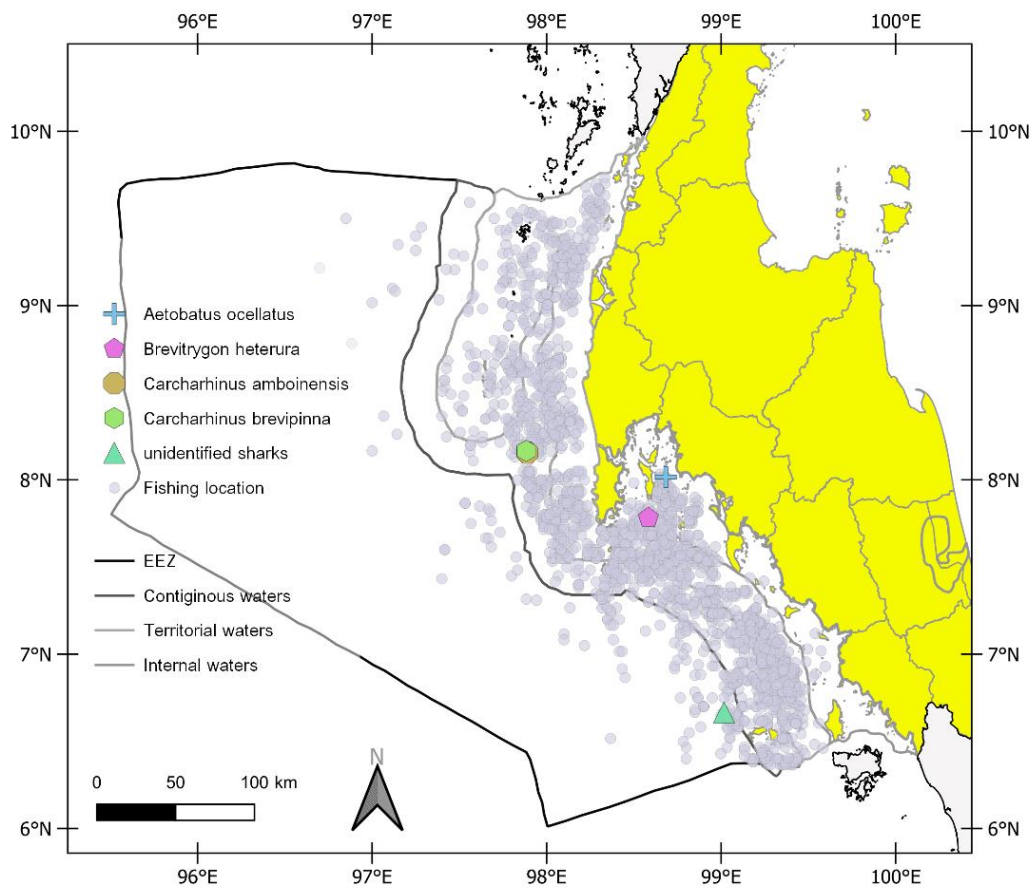 96°E 97°E 98°E 99°E 100°E
10°N 10°N
9°N 9°N
Aetobatus ocellatus
Brevitrygon heterura
Carcharhinus amboinensis
Carcharhinus brevipinna
unidentified sharks
8°N 8°N
Fishing location
EEZ
Contiginous waters
Territorial waters
7°N 7°N
Internal waters
N
0 50 100 km
6°N 6°N
96°E 97°E 98°E 99°E 100°E